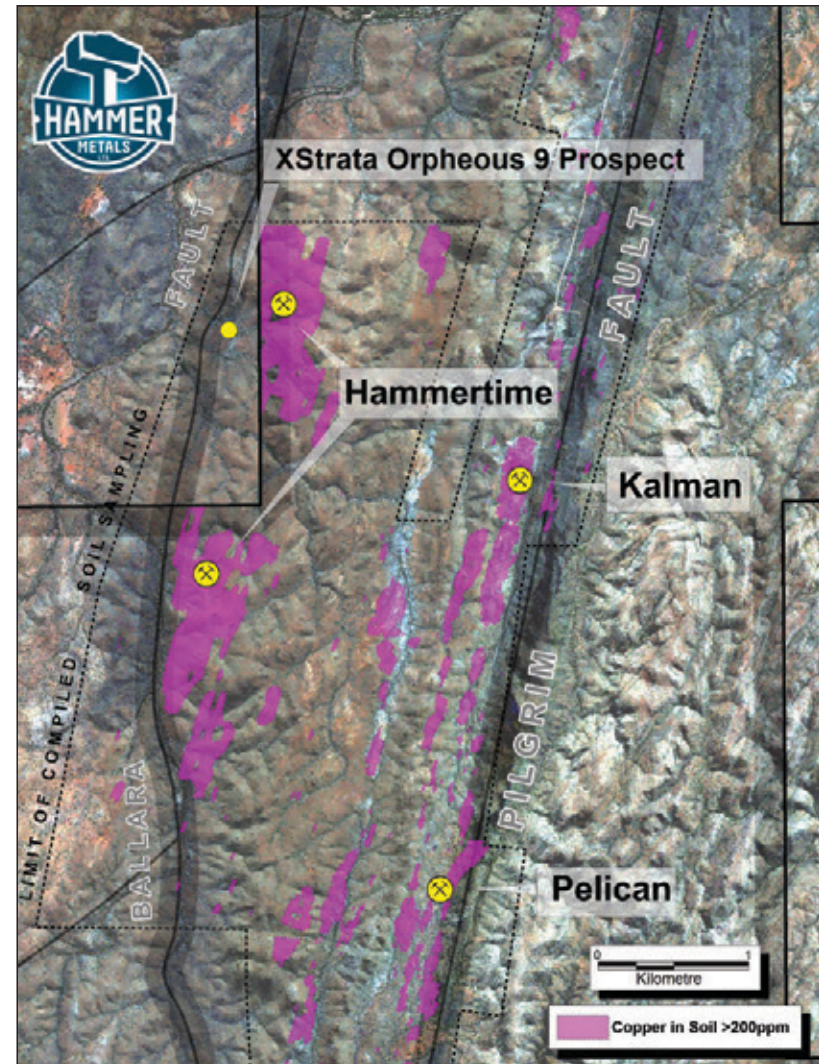 HAMMER
METALS
LTD
XStrata Orpheous 9 Prospect
FAULT
FAULT
Hammertime
SOIL SAMPLING
Kalman
LIMIT OF COMPILED
PILGRIM
BALLARA
Pelican
0 1
Kilometre
Copper in Soil >200ppm